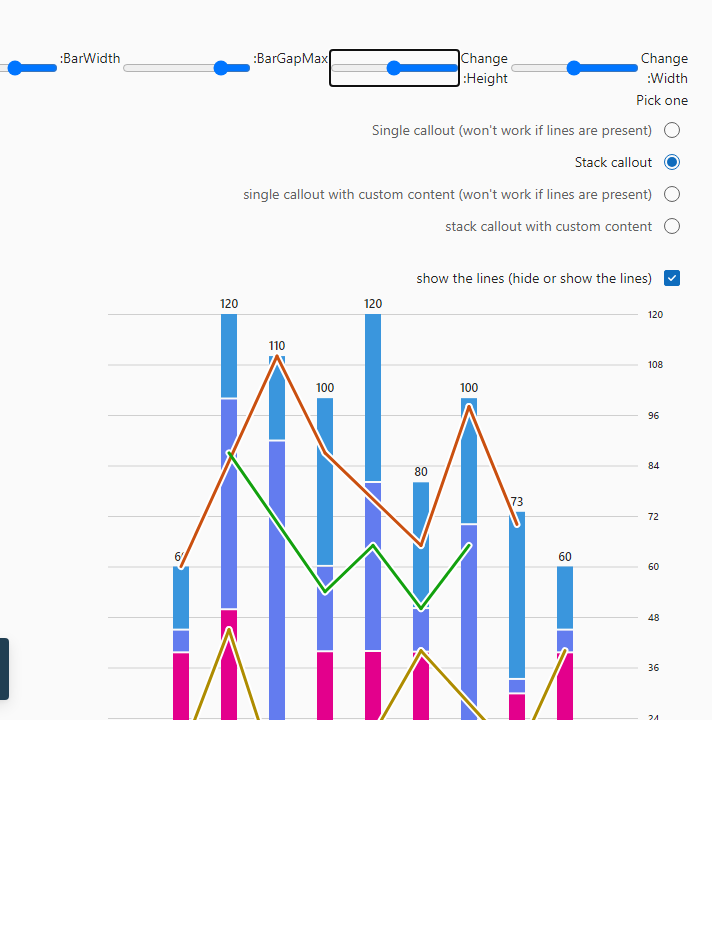 Change :Width
Change :Height
:BarGapMax
:BarWidth
Pick one
Single callout (won't work if lines are present)
Stack callout
single callout with custom content (won't work if lines are present)
stack callout with custom content
show the lines (hide or show the lines)
120
120
120
110
108
100
100
96
84
80
73
72
60
60
48
36
24